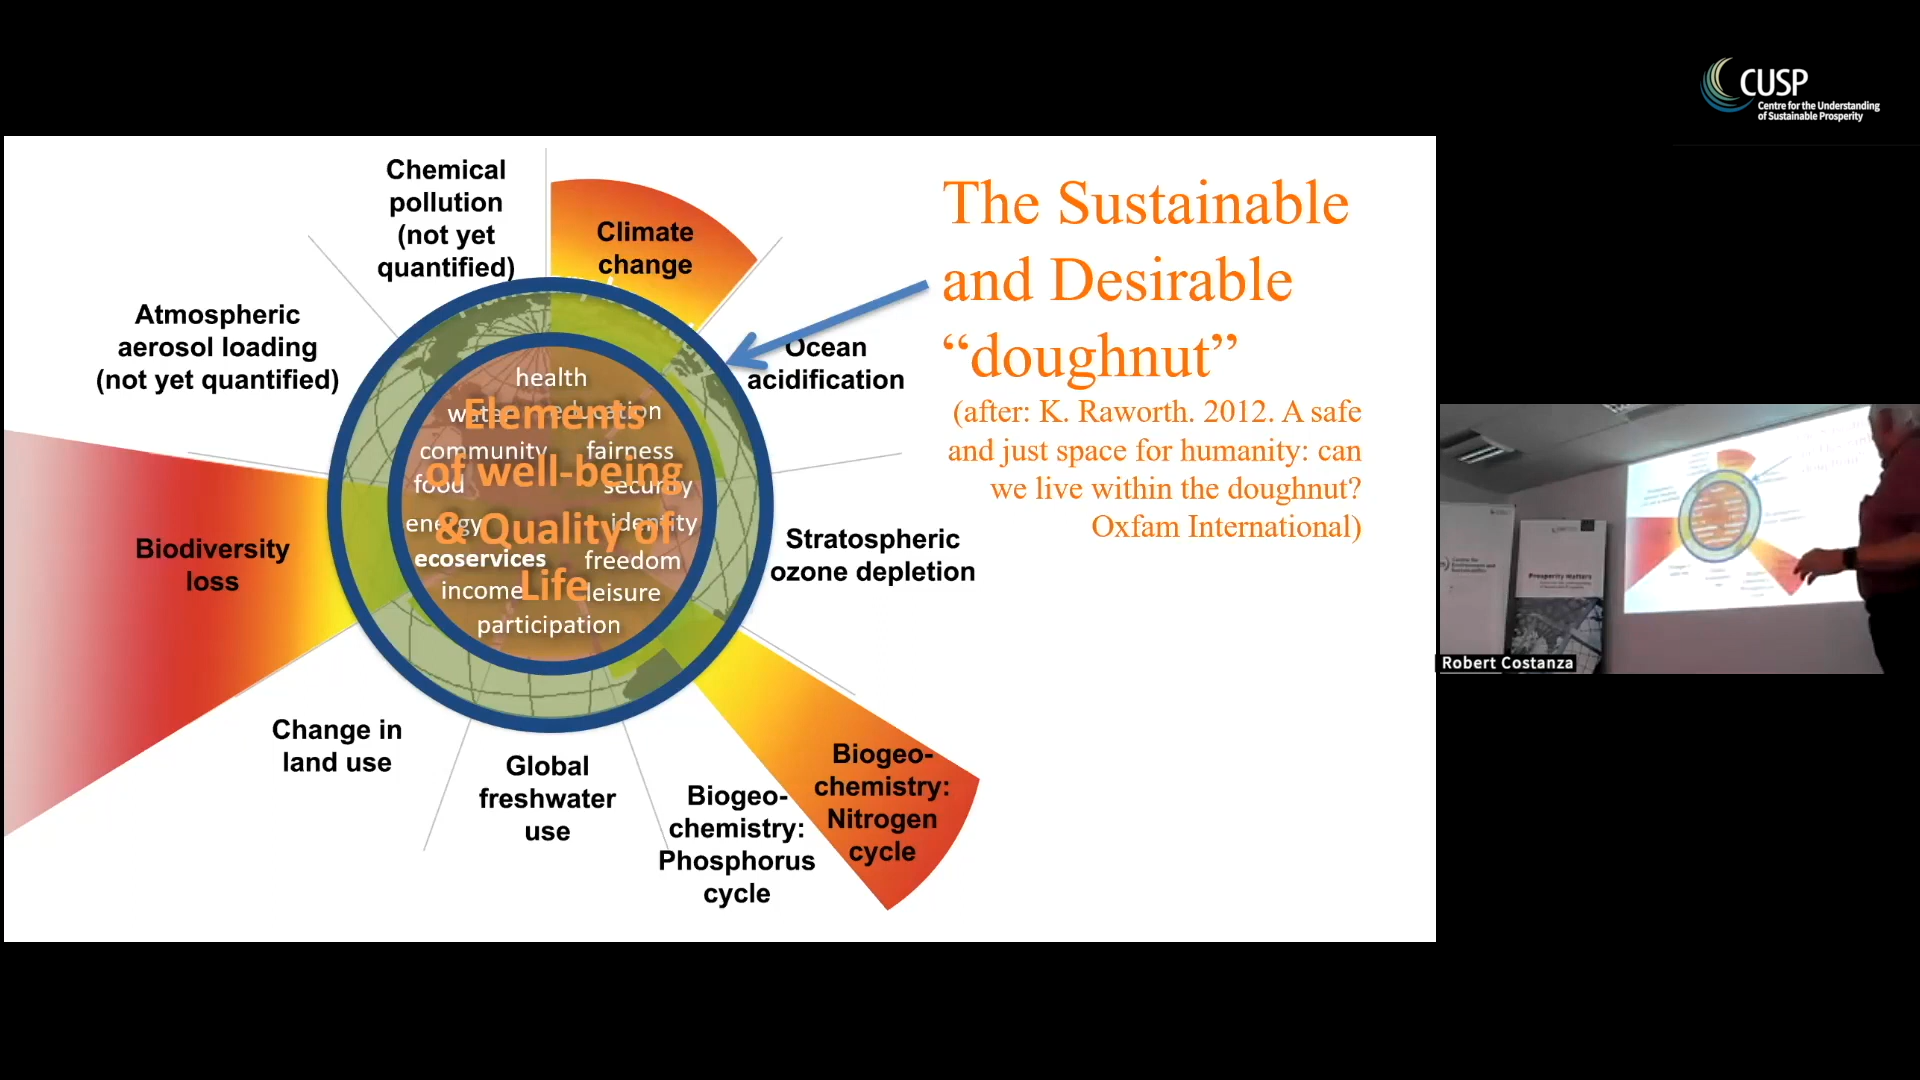 CUSP
Centre for the Understanding
of Sustainable Prosperity
The Sustainable
and Desirable
“doughnut”
(after: K. Raworth. 2012. A safe
and just space for humanity: can
we live within the doughnut?
Oxfam International)
Chemical
pollution
(not yet
quantified)
Climate
change
Atmospheric
aerosol loading
(not yet quantified)
Ocean
acidification
Biodiversity
loss
Stratospheric
ozone depletion
Change in
land use
Global
freshwater
use
Biogeo-
chemistry:
Phosphorus
cycle
Biogeo-
chemistry:
Nitrogen
cycle
Elements
of well-being
& Quality of
Life
health
water education
community fairness
food security
energy identity
ecoservices freedom
income leisure
participation
Prosperity Matters
Robert Costanza